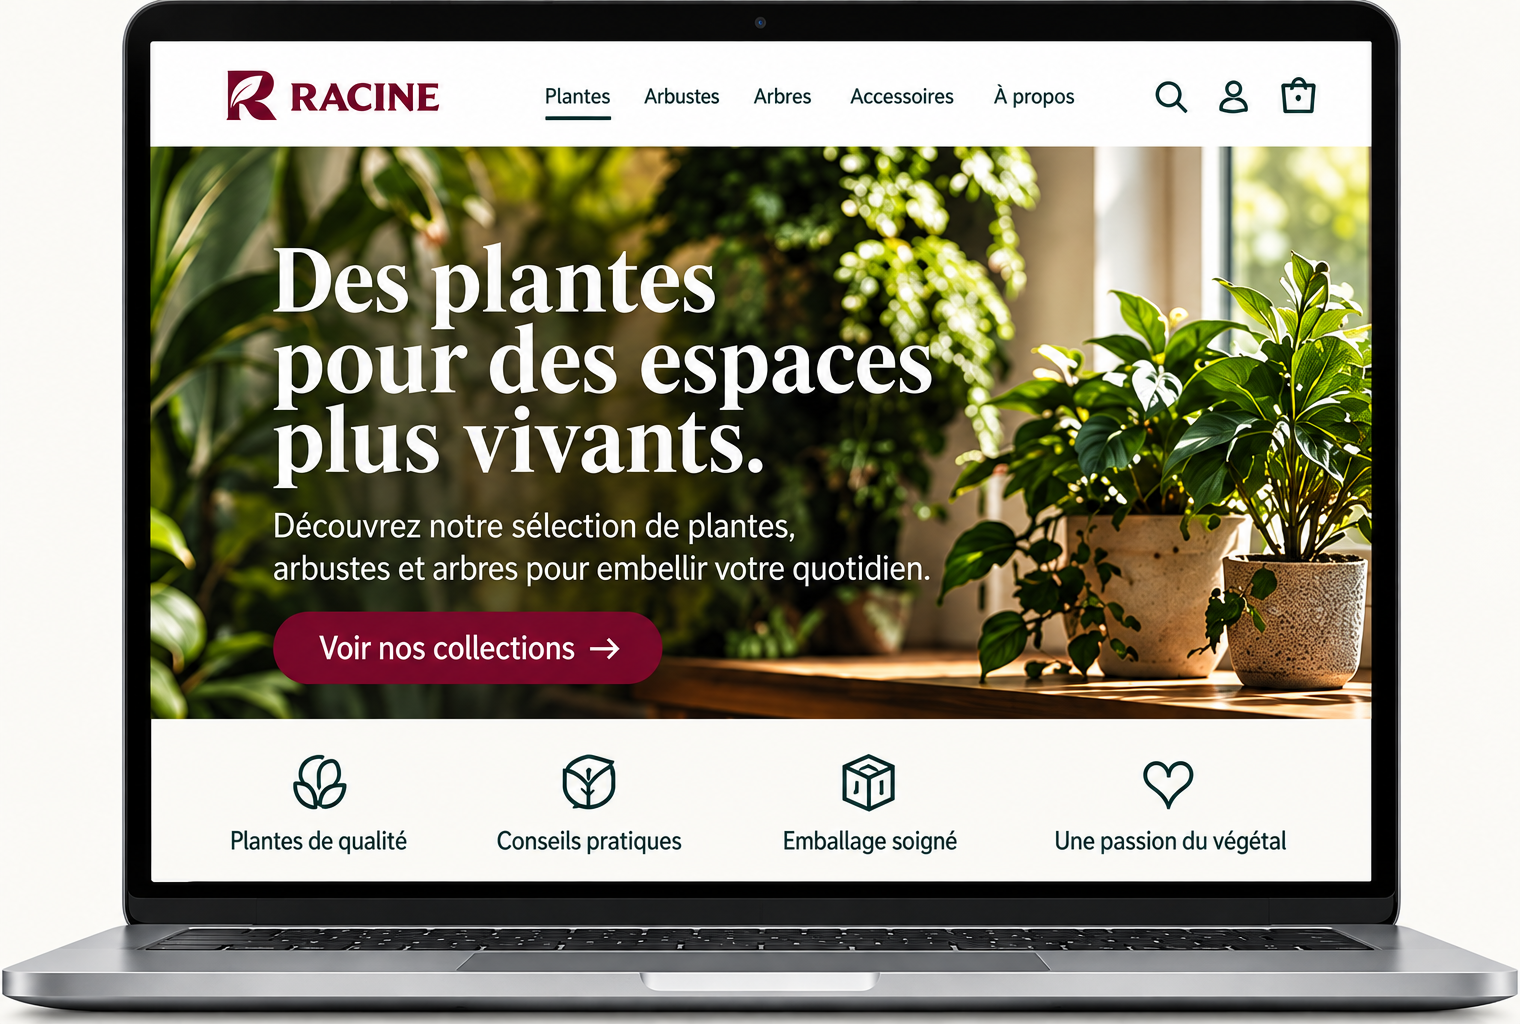 RACINE
Plantes
Arbustes
Arbres
Accessoires
À propos
Des plantes
pour des espaces
plus vivants.
Découvrez notre sélection de plantes,
arbustes et arbres pour embellir votre quotidien.
Voir nos collections →
Plantes de qualité
Conseils pratiques
Emballage soigné
Une passion du végétal